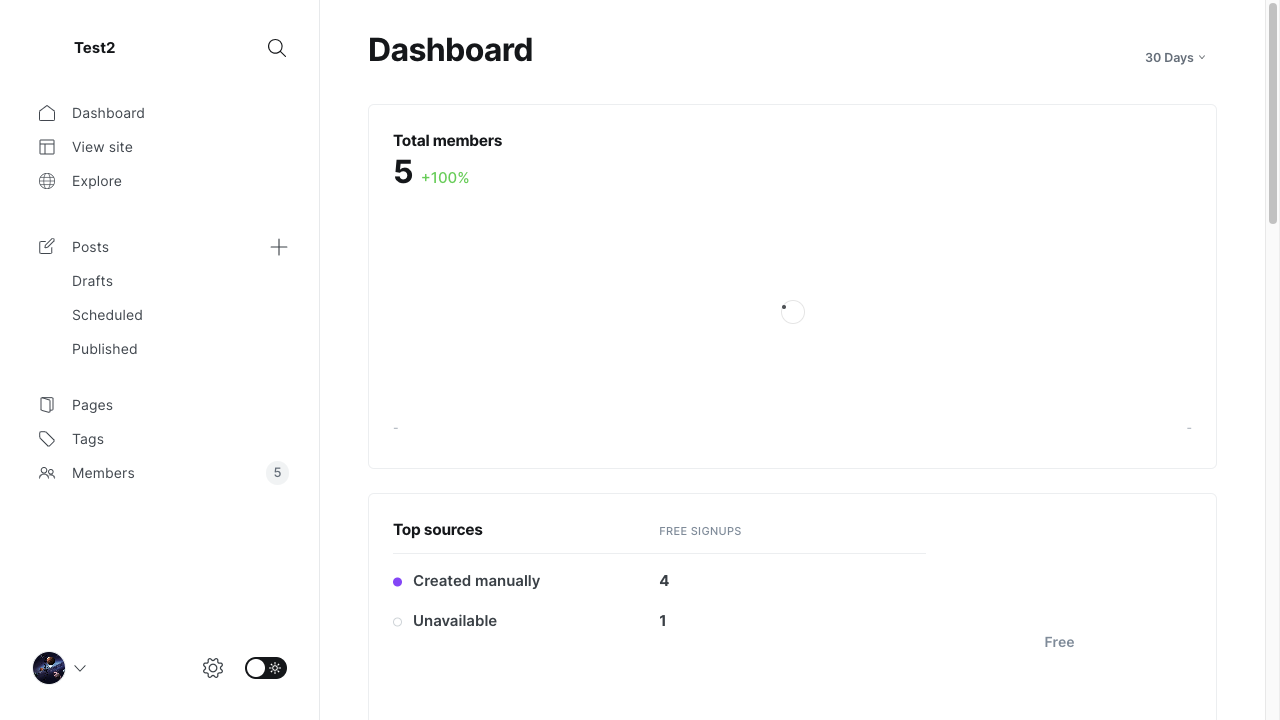 Test2
Dashboard
View site
Explore
Posts
Drafts
Scheduled
Published
Pages
Tags
Members 5
Dashboard
30 Days
Total members
5 +100%
- -
Top sources FREE SIGNUPS
Created manually 4
Unavailable 1
Free